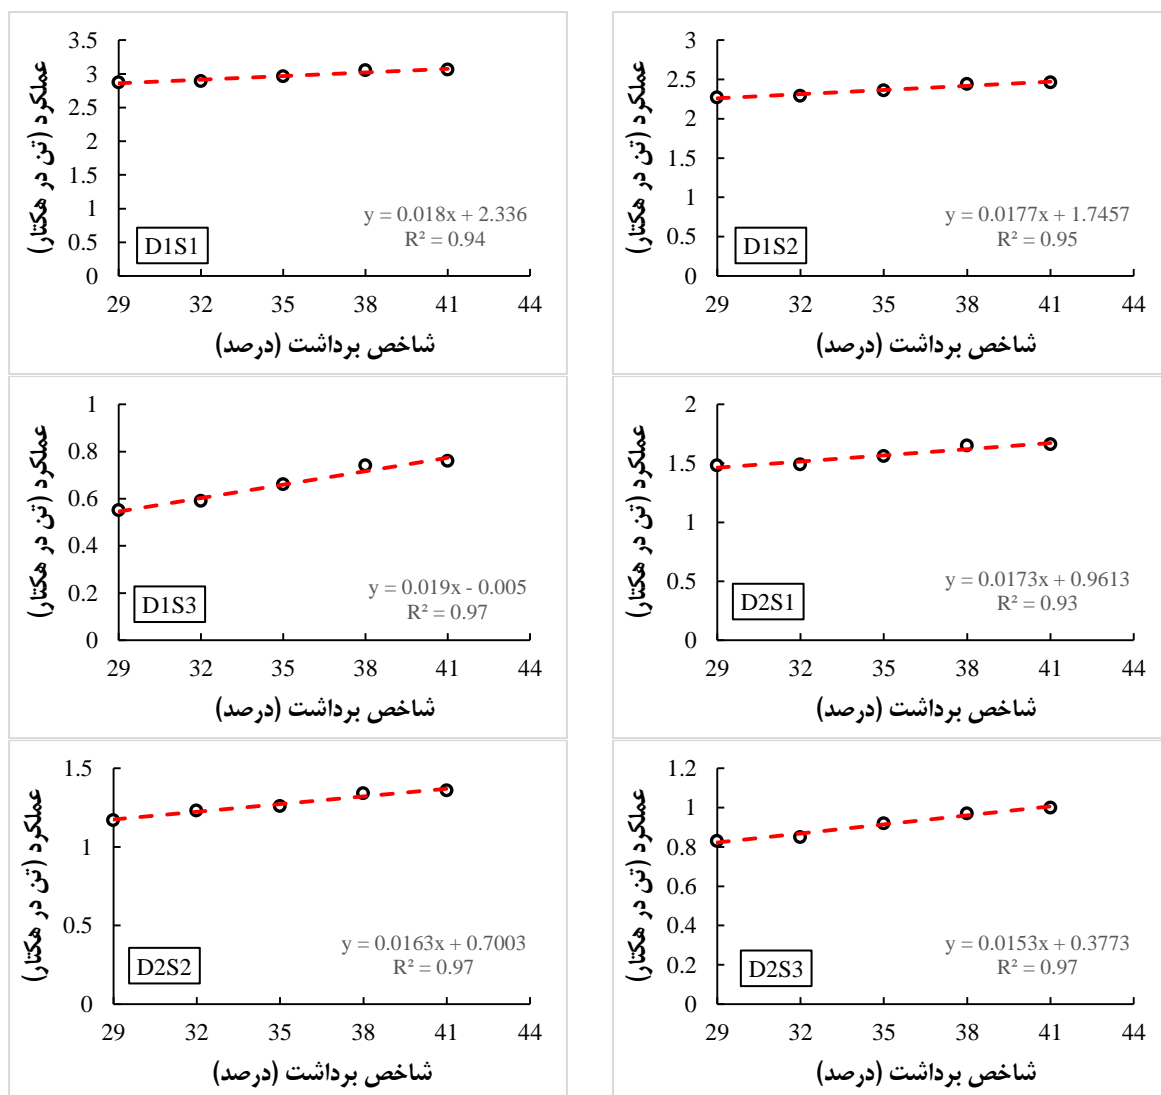 عملکرد (تن در هکتار)
3.5
3
2.5
2
1.5
1
0.5
0
y = 0.018x + 2.336
R² = 0.94
D1S1
29 32 35 38 41 44
شاخص برداشت (درصد)
عملکرد (تن در هکتار)
3
2.5
2
1.5
1
0.5
0
y = 0.0177x + 1.7457
R² = 0.95
D1S2
29 32 35 38 41 44
شاخص برداشت (درصد)
عملکرد (تن در هکتار)
1
0.8
0.6
0.4
0.2
0
y = 0.019x - 0.005
R² = 0.97
D1S3
29 32 35 38 41 44
شاخص برداشت (درصد)
عملکرد (تن در هکتار)
2
1.5
1
0.5
0
y = 0.0173x + 0.9613
R² = 0.93
D2S1
29 32 35 38 41 44
شاخص برداشت (درصد)
عملکرد (تن در هکتار)
1.5
1
0.5
0
y = 0.0163x + 0.7003
R² = 0.97
D2S2
29 32 35 38 41 44
شاخص برداشت (درصد)
عملکرد (تن در هکتار)
1.2
1
0.8
0.6
0.4
0.2
0
y = 0.0153x + 0.3773
R² = 0.97
D2S3
29 32 35 38 41 44
شاخص برداشت (درصد)